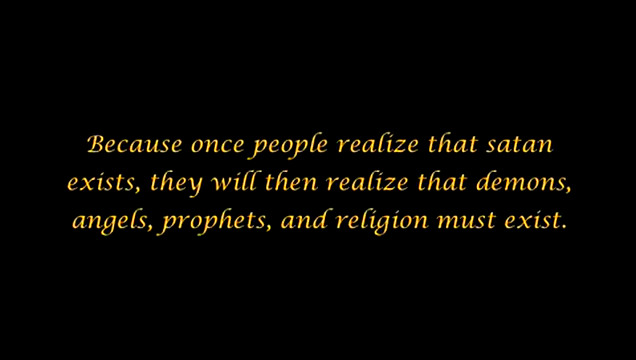 Because once people realize that satan
exists, they will then realize that demons,
angels, prophets, and religion must exist.